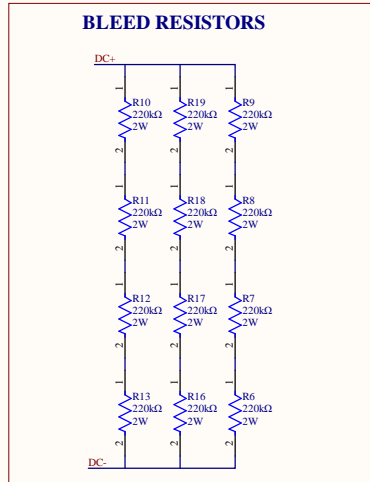 BLEED RESISTORS
DC+
1 1 1
R10 R19 R9
220kΩ 220kΩ 220kΩ
2W 2W 2W
2 2 2
1 1 1
R11 R18 R8
220kΩ 220kΩ 220kΩ
2W 2W 2W
2 2 2
1 1 1
R12 R17 R7
220kΩ 220kΩ 220kΩ
2W 2W 2W
2 2 2
1 1 1
R13 R16 R6
220kΩ 220kΩ 220kΩ
2W 2W 2W
2 2 2
DC-